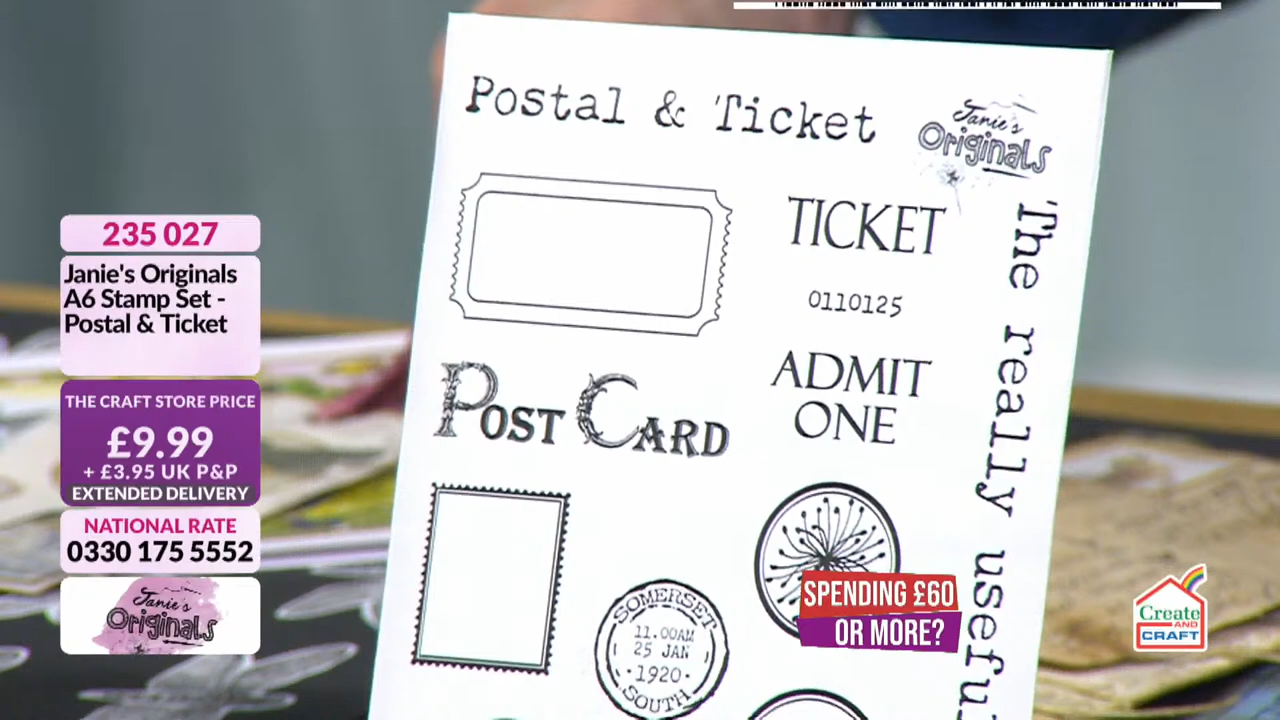 Postal & Ticket
Janie's
Originals
TICKET
0110125
ADMIT
ONE
POST CARD
SOMERSET
11.00AM
25 JAN
·1920·
SOUTH
The really useful
235 027
Janie's Originals
A6 Stamp Set -
Postal & Ticket
THE CRAFT STORE PRICE
£9.99
+ £3.95 UK P&P
EXTENDED DELIVERY
NATIONAL RATE
0330 175 5552
Janie's
Originals
SPENDING £60
OR MORE?
Create
AND
CRAFT